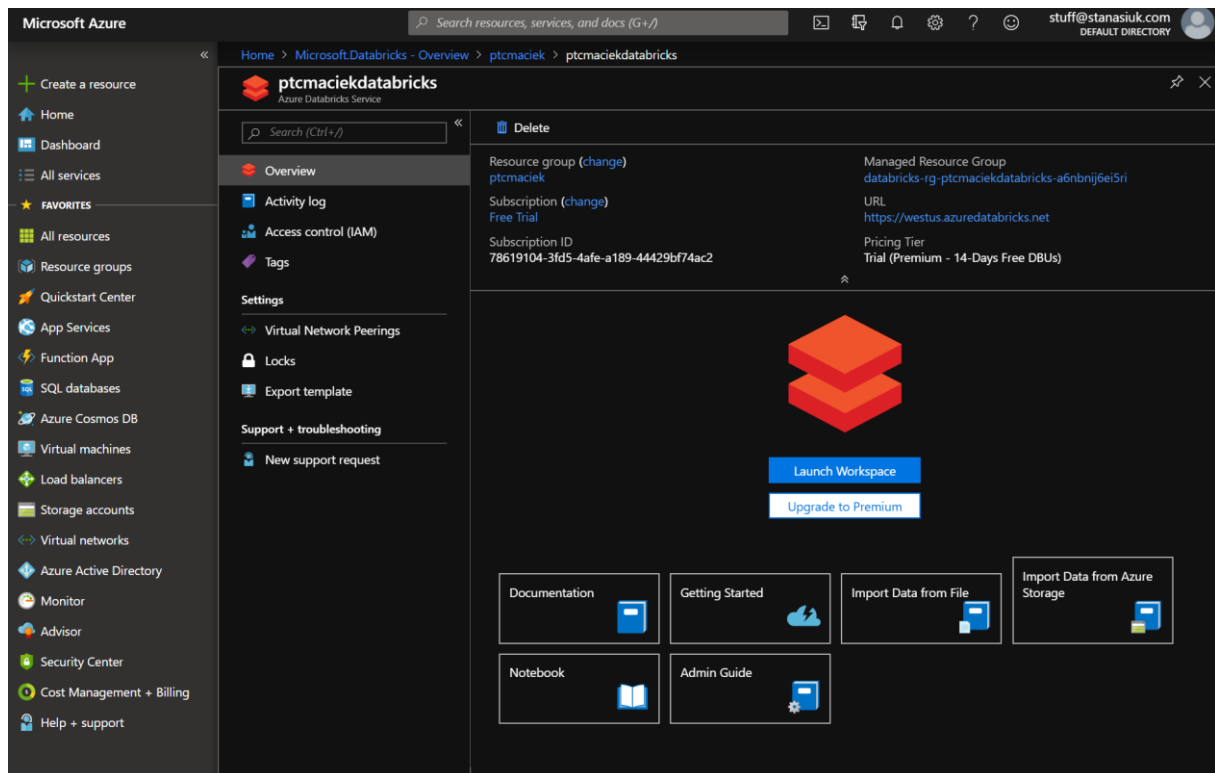 Microsoft Azure
Search resources, services, and docs (G+/)
stuff@stanasiuk.com
DEFAULT DIRECTORY
Home > Microsoft.Databricks - Overview > ptcmaciek > ptcmaciekdatabricks
Create a resource
Home
Dashboard
All services
FAVORITES
All resources
Resource groups
Quickstart Center
App Services
Function App
SQL databases
Azure Cosmos DB
Virtual machines
Load balancers
Storage accounts
Virtual networks
Azure Active Directory
Monitor
Advisor
Security Center
Cost Management + Billing
Help + support
ptcmaciekdatabricks
Azure Databricks Service
Search (Ctrl+/)
Overview
Activity log
Access control (IAM)
Tags
Settings
Virtual Network Peerings
Locks
Export template
Support + troubleshooting
New support request
Delete
Resource group (change)
ptcmaciek
Subscription (change)
Free Trial
Subscription ID
78619104-3fd5-4afe-a189-44429bf74ac2
Managed Resource Group
databricks-rg-ptcmaciekdatabricks-a6nbnij6ei5ri
URL
https://westus.azuredatabricks.net
Pricing Tier
Trial (Premium - 14-Days Free DBUs)
Launch Workspace
Upgrade to Premium
Documentation
Getting Started
Import Data from File
Import Data from Azure
Storage
Notebook
Admin Guide